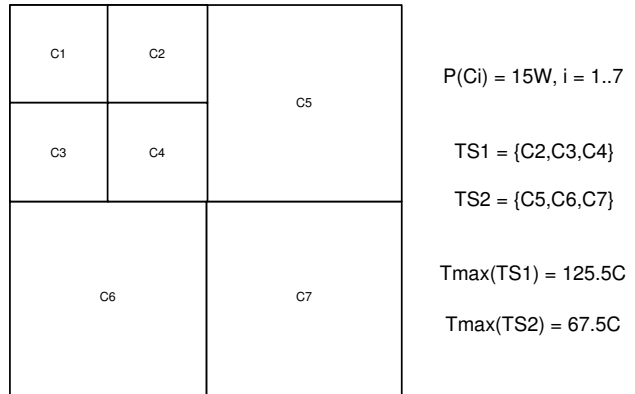 C1
C2
C5
P(Ci) = 15W, i = 1..7
C3
C4
TS1 = {C2,C3,C4}
TS2 = {C5,C6,C7}
C6
C7
Tmax(TS1) = 125.5C
Tmax(TS2) = 67.5C